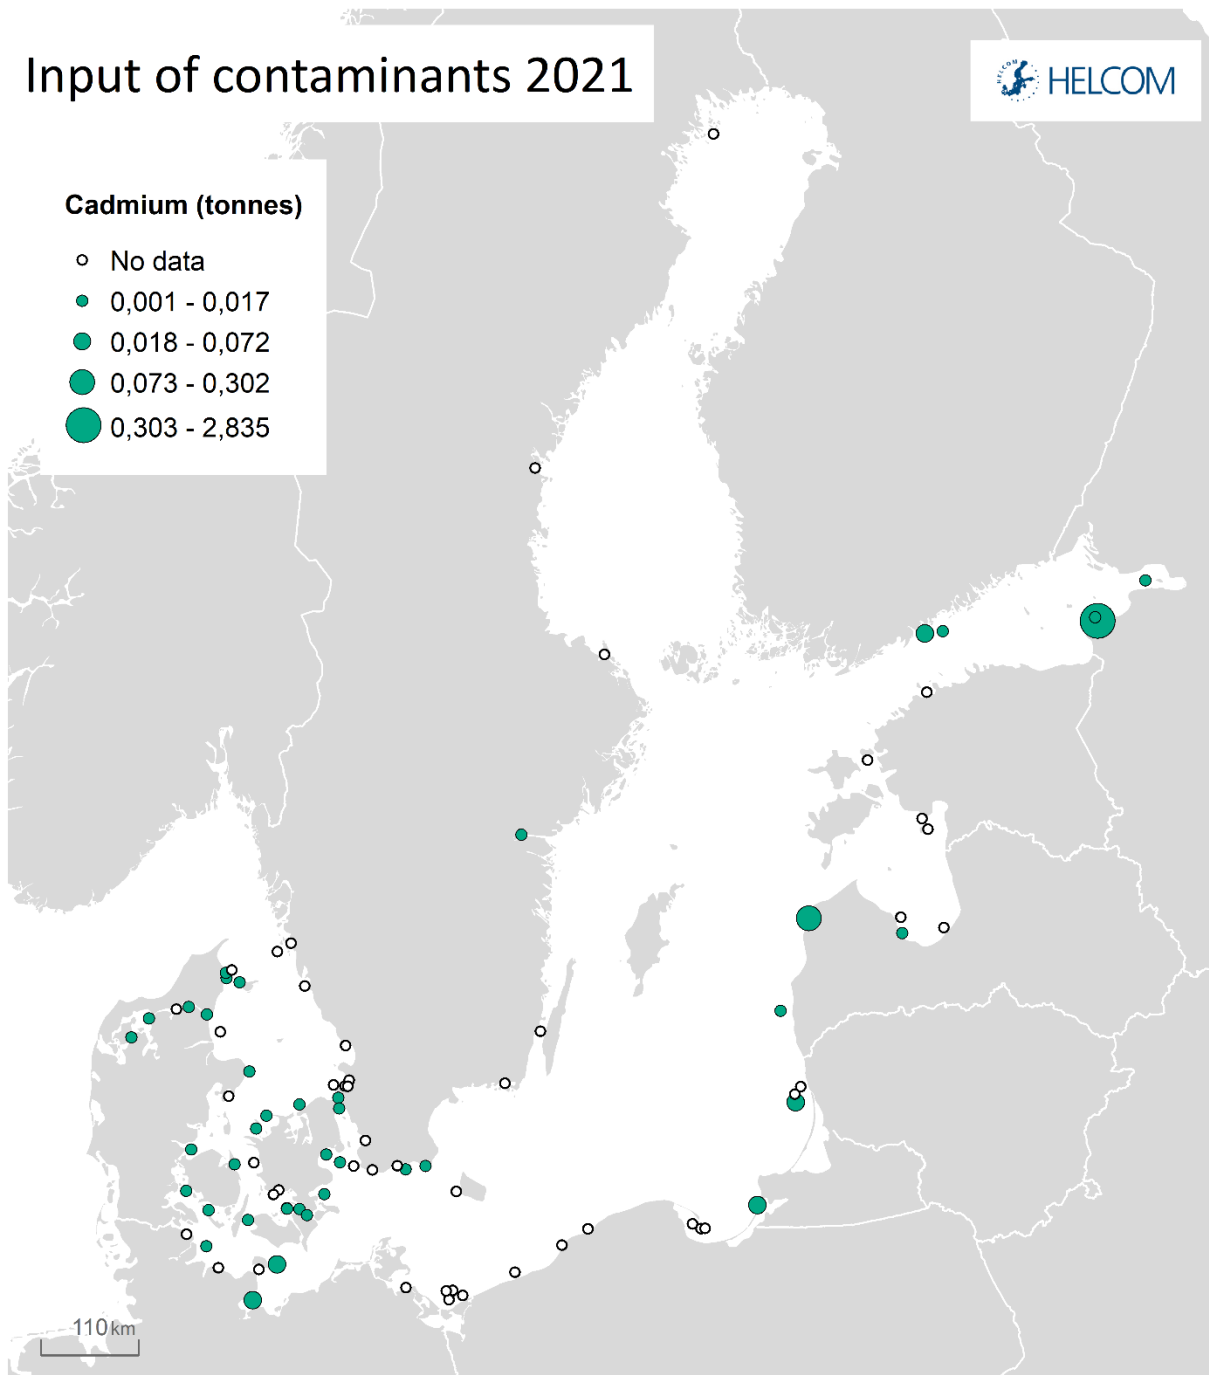 Input of contaminants 2021
HELCOM
HELCOM
Cadmium (tonnes)
No data
0,001 - 0,017
0,018 - 0,072
0,073 - 0,302
0,303 - 2,835
110 km